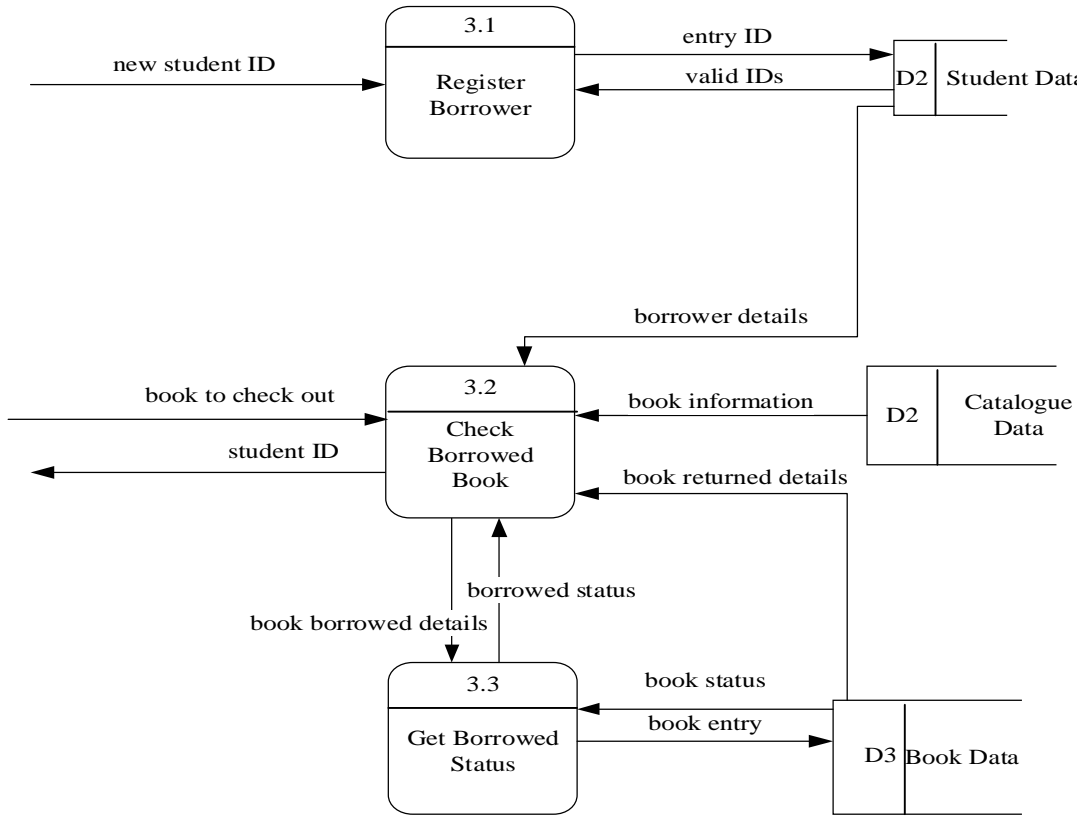 3.1
entry ID
new student ID
Register
Borrower
valid IDs
D2
Student Data
borrower details
3.2
book to check out
Check
Borrowed
Book
student ID
book information
D2
Catalogue
Data
book returned details
borrowed status
book borrowed details
3.3
book status
book entry
Get Borrowed
Status
D3
Book Data